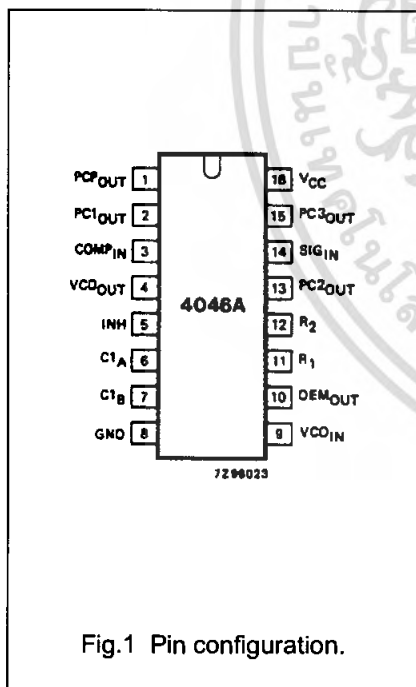 PCP OUT 1
PC1 OUT 2
COMP IN 3
VCO OUT 4
INH 5
C1A 6
C1B 7
GND 8
4046A
16 VCC
15 PC3 OUT
14 SIG IN
13 PC2 OUT
12 R2
11 R1
10 DEM OUT
9 VCO IN
7Z96023
Fig.1 Pin configuration.